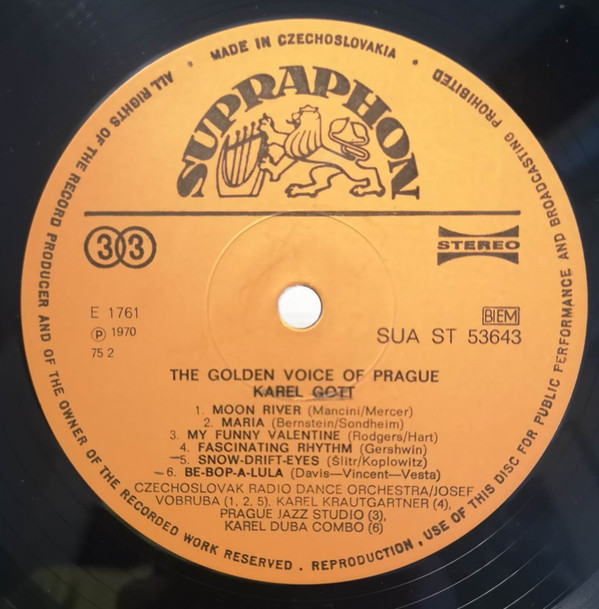 ALL RIGHTS OF THE RECORD PRODUCER AND OF THE OWNER OF THE RECORDED WORK RESERVED . REPRODUCTION , USE OF THIS DISC FOR PUBLIC PERFORMANCE AND BROADCASTING PROHIBITED
• MADE IN CZECHOSLOVAKIA •
SUPRAPHON
33
STEREO
E 1761
Ⓟ 1970
75 2
BIEM
SUA ST 53643
THE GOLDEN VOICE OF PRAGUE
KAREL GOTT
1. MOON RIVER (Mancini/Mercer)
2. MARIA (Bernstein/Sondheim)
3. MY FUNNY VALENTINE (Rodgers/Hart)
4. FASCINATING RHYTHM (Gershwin)
5. SNOW-DRIFT-EYES (Šlitr/Koplowitz)
6. BE-BOP-A-LULA (Davis—Vincent—Vesta)
CZECHOSLOVAK RADIO DANCE ORCHESTRA/JOSEF
VOBRUBA (1, 2, 5), KAREL KRAUTGARTNER (4),
PRAGUE JAZZ STUDIO (3),
KAREL DUBA COMBO (6)